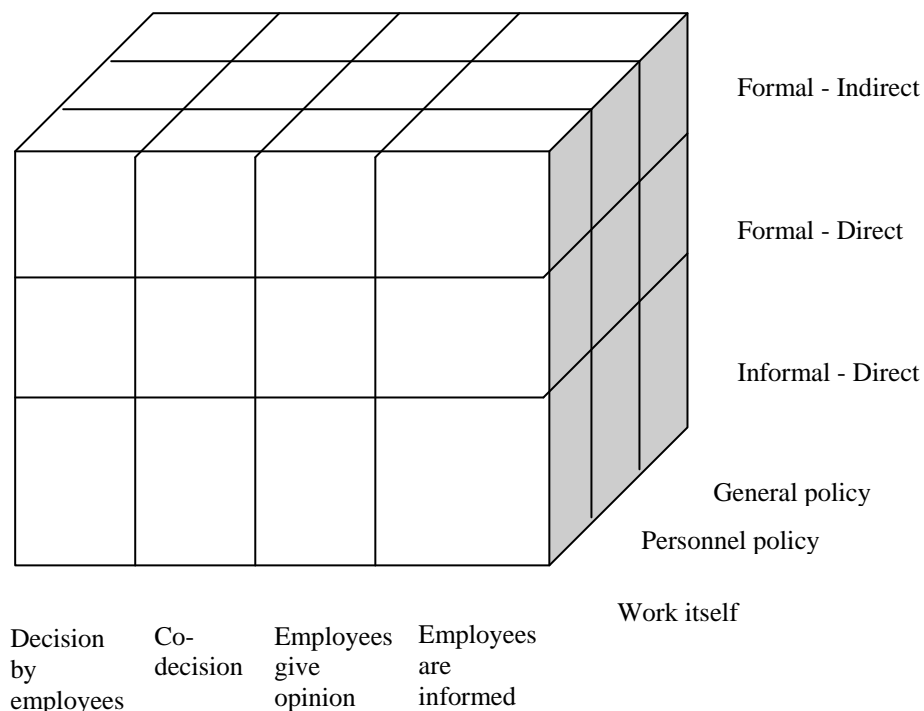 Formal - Indirect
Formal - Direct
Informal - Direct
General policy
Personnel policy
Work itself
Decision
by
employees
Co-
decision
Employees
give
opinion
Employees
are
informed